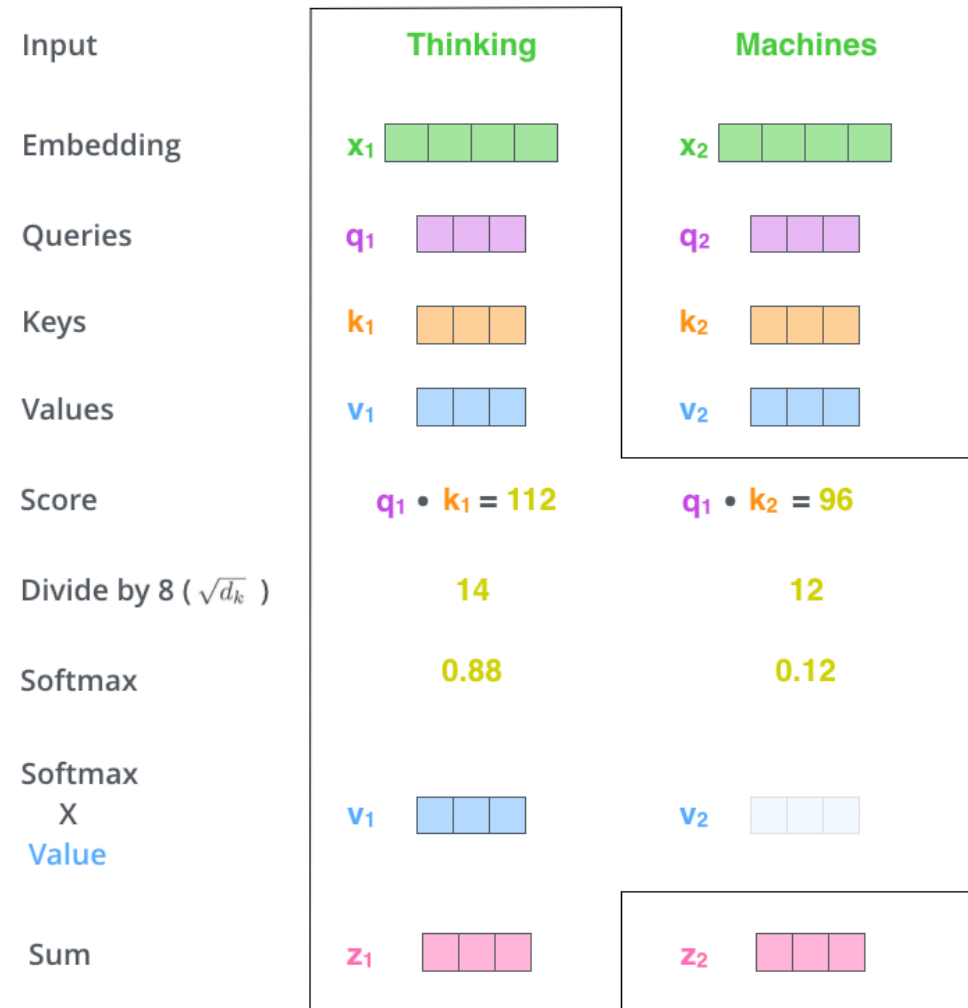 Input Thinking Machines
Embedding x₁ x₂
Queries q₁ q₂
Keys k₁ k₂
Values v₁ v₂
Score q₁ • k₁ = 112 q₁ • k₂ = 96
Divide by 8 ( √dₖ ) 14 12
Softmax 0.88 0.12
Softmax
X
Value v₁ v₂
Sum z₁ z₂